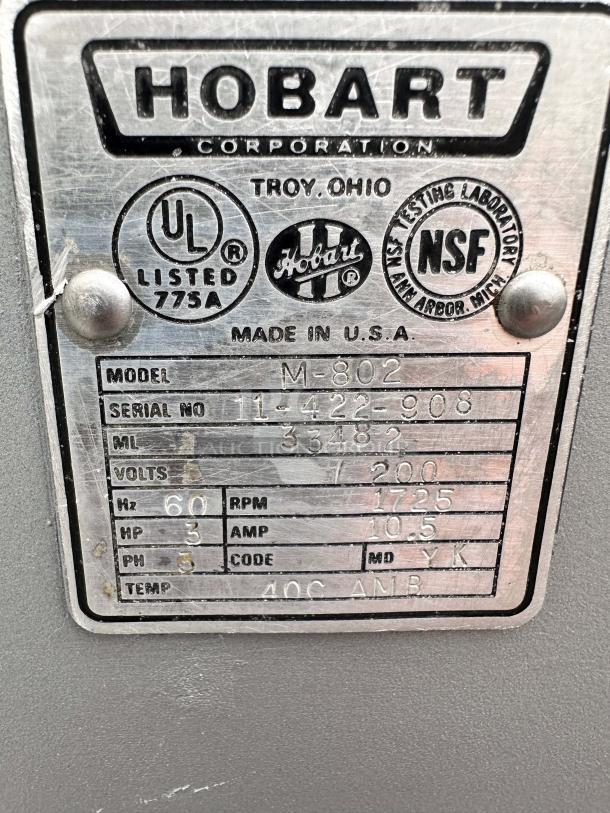 HOBART
CORPORATION
TROY, OHIO
UL ®
LISTED
775A
Hobart ®
NSF TESTING LABORATORY
NSF
ANN ARBOR, MICH
MADE IN U.S.A.
MODEL M-802
SERIAL NO 11-422-908
ML 33482
VOLTS / 200
Hz 60 RPM 1725
HP 3 AMP 10.5
PH 3 CODE MD YK
TEMP 40C AMB